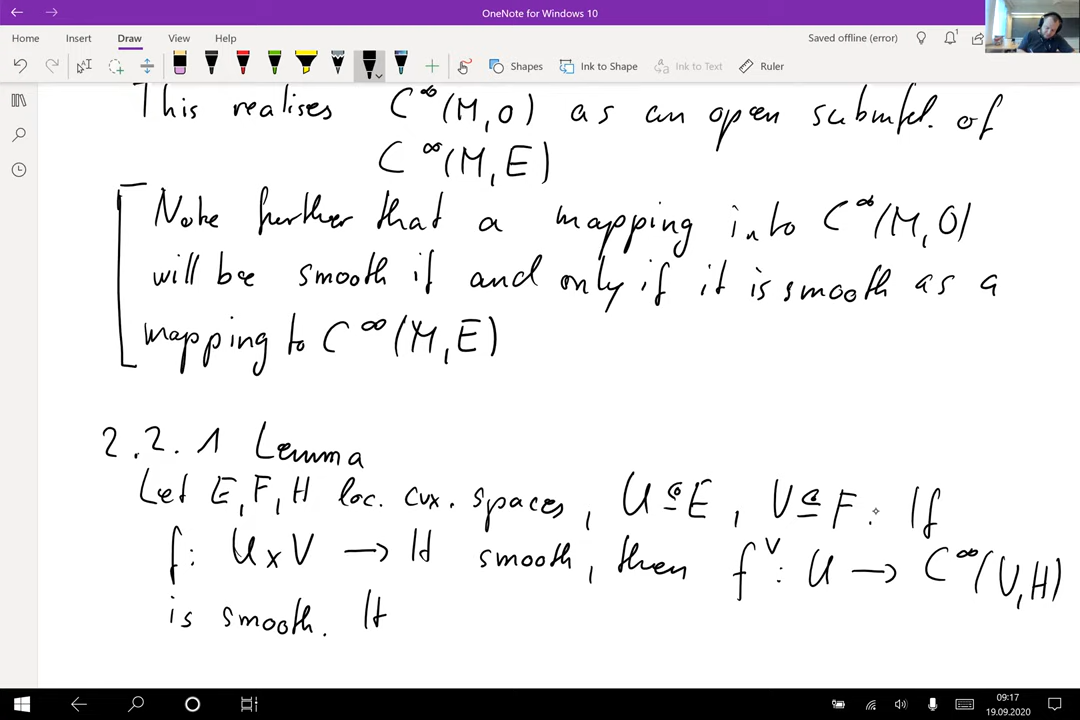 OneNote for Windows 10
Home Insert Draw View Help Saved offline (error)
Shapes Ink to Shape Ink to Text Ruler
This realises C^∞(M,O) as an open submfd. of
C^∞(M,E)
Note further that a mapping into C^∞(M,O)
will be smooth if and only if it is smooth as a
mapping to C^∞(M,E)
2.2.1 Lemma
Let E,F,H loc. cvx. spaces, U ⊆° E, V ⊆° F. If
f: U×V → H smooth, then f^∨: U → C^∞(V,H)
is smooth. H
09:17
19.09.2020